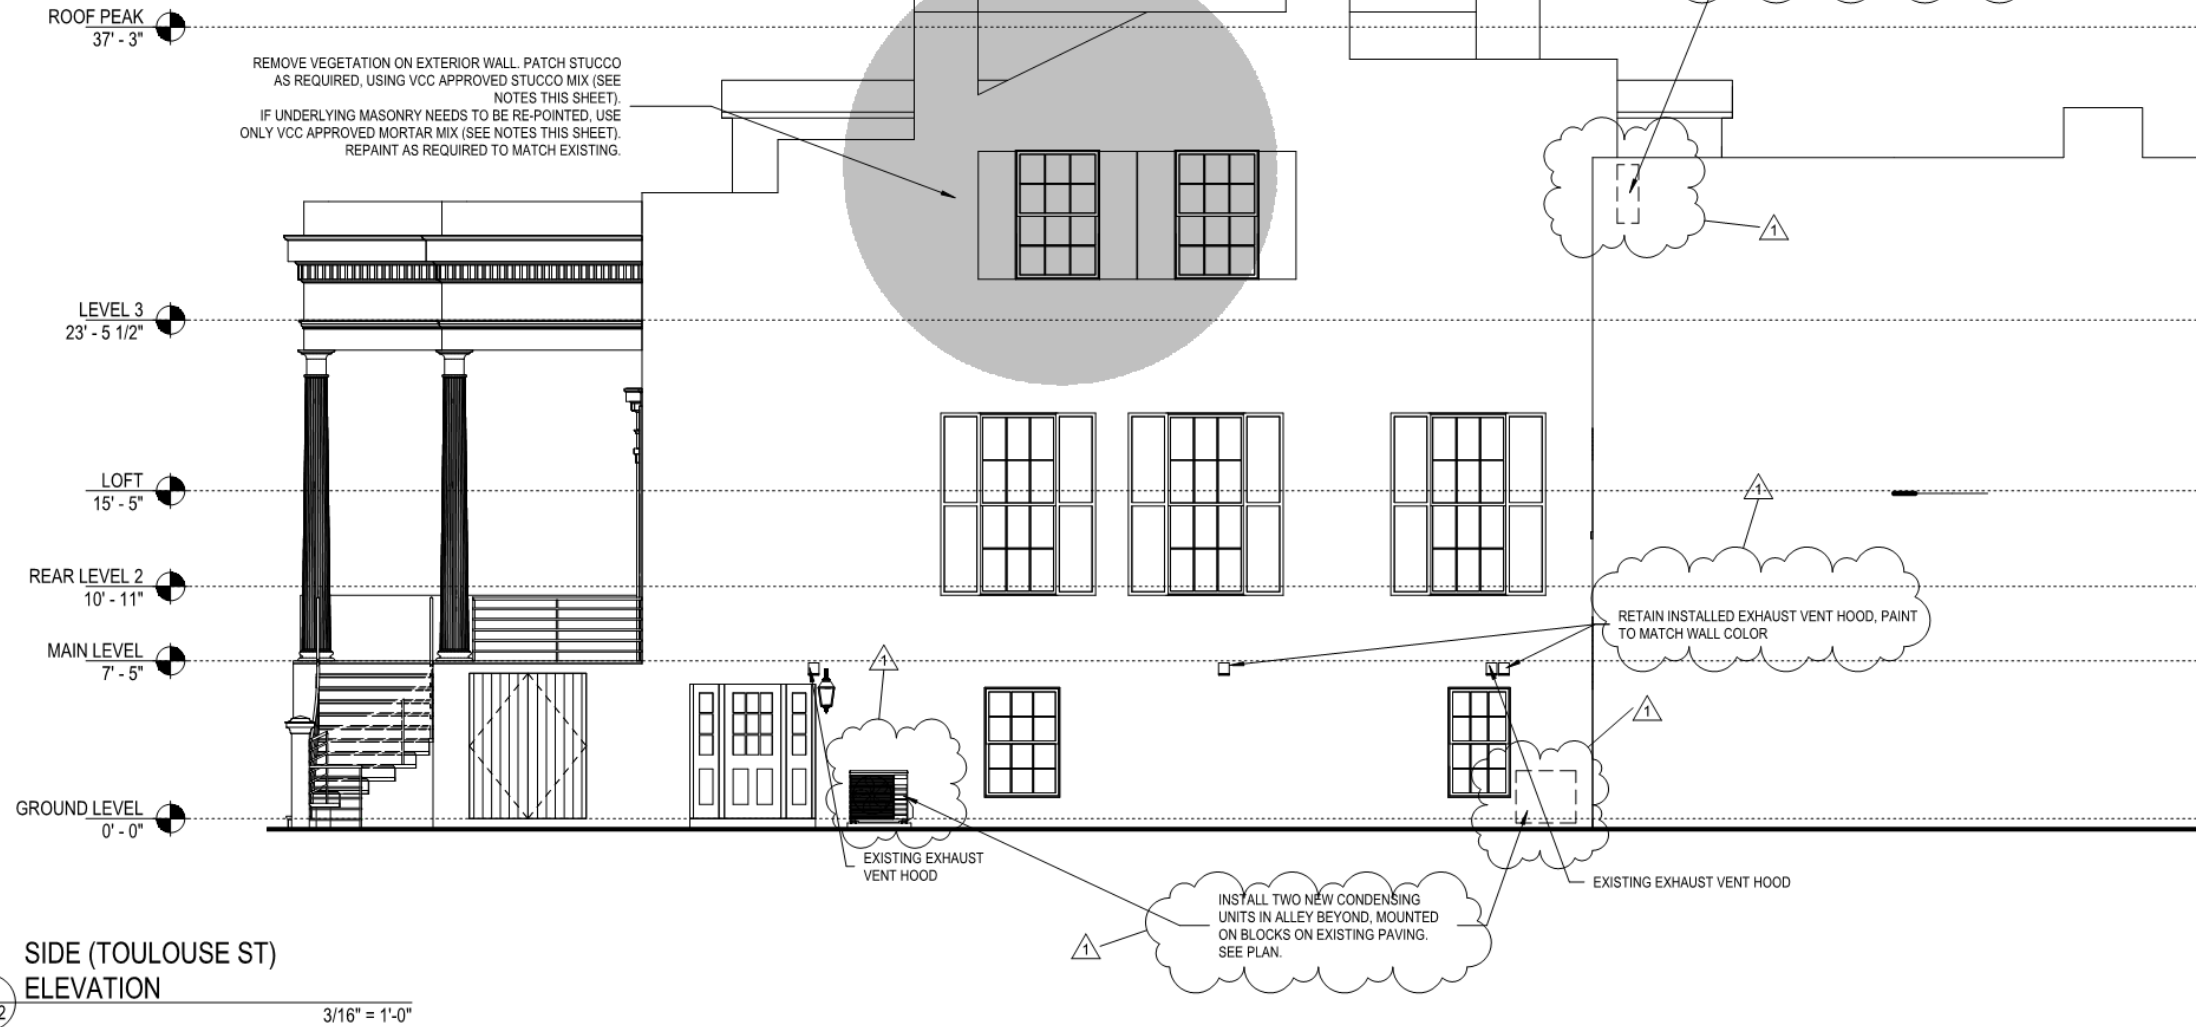 ROOF PEAK
37' - 3"
REMOVE VEGETATION ON EXTERIOR WALL. PATCH STUCCO
AS REQUIRED, USING VCC APPROVED STUCCO MIX (SEE
NOTES THIS SHEET).
IF UNDERLYING MASONRY NEEDS TO BE RE-POINTED, USE
ONLY VCC APPROVED MORTAR MIX (SEE NOTES THIS SHEET).
REPAINT AS REQUIRED TO MATCH EXISTING.
1
LEVEL 3
23' - 5 1/2"
LOFT
15' - 5"
1
REAR LEVEL 2
10' - 11"
RETAIN INSTALLED EXHAUST VENT HOOD, PAINT
TO MATCH WALL COLOR
MAIN LEVEL
7' - 5"
1
1
GROUND LEVEL
0' - 0"
EXISTING EXHAUST
VENT HOOD
EXISTING EXHAUST VENT HOOD
INSTALL TWO NEW CONDENSING
UNITS IN ALLEY BEYOND, MOUNTED
ON BLOCKS ON EXISTING PAVING.
SEE PLAN.
1
SIDE (TOULOUSE ST)
ELEVATION
2
3/16" = 1'-0"